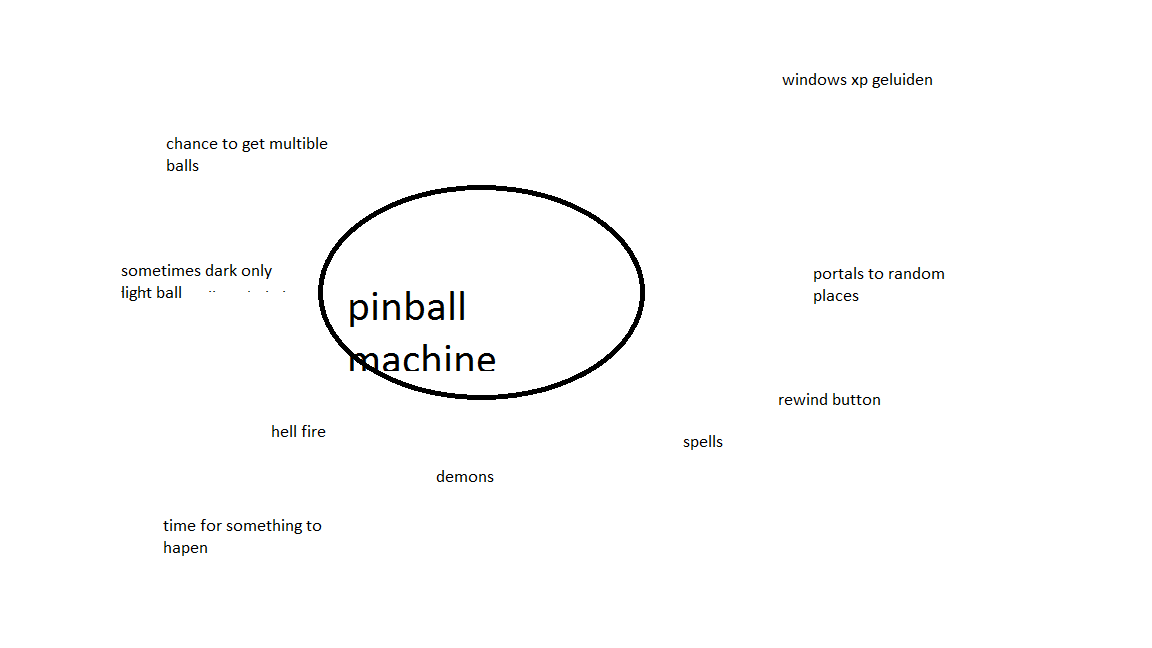 windows xp geluiden
chance to get multible
balls
sometimes dark only
light ball
portals to random
places
pinball
machine
rewind button
hell fire
spells
demons
time for something to
hapen